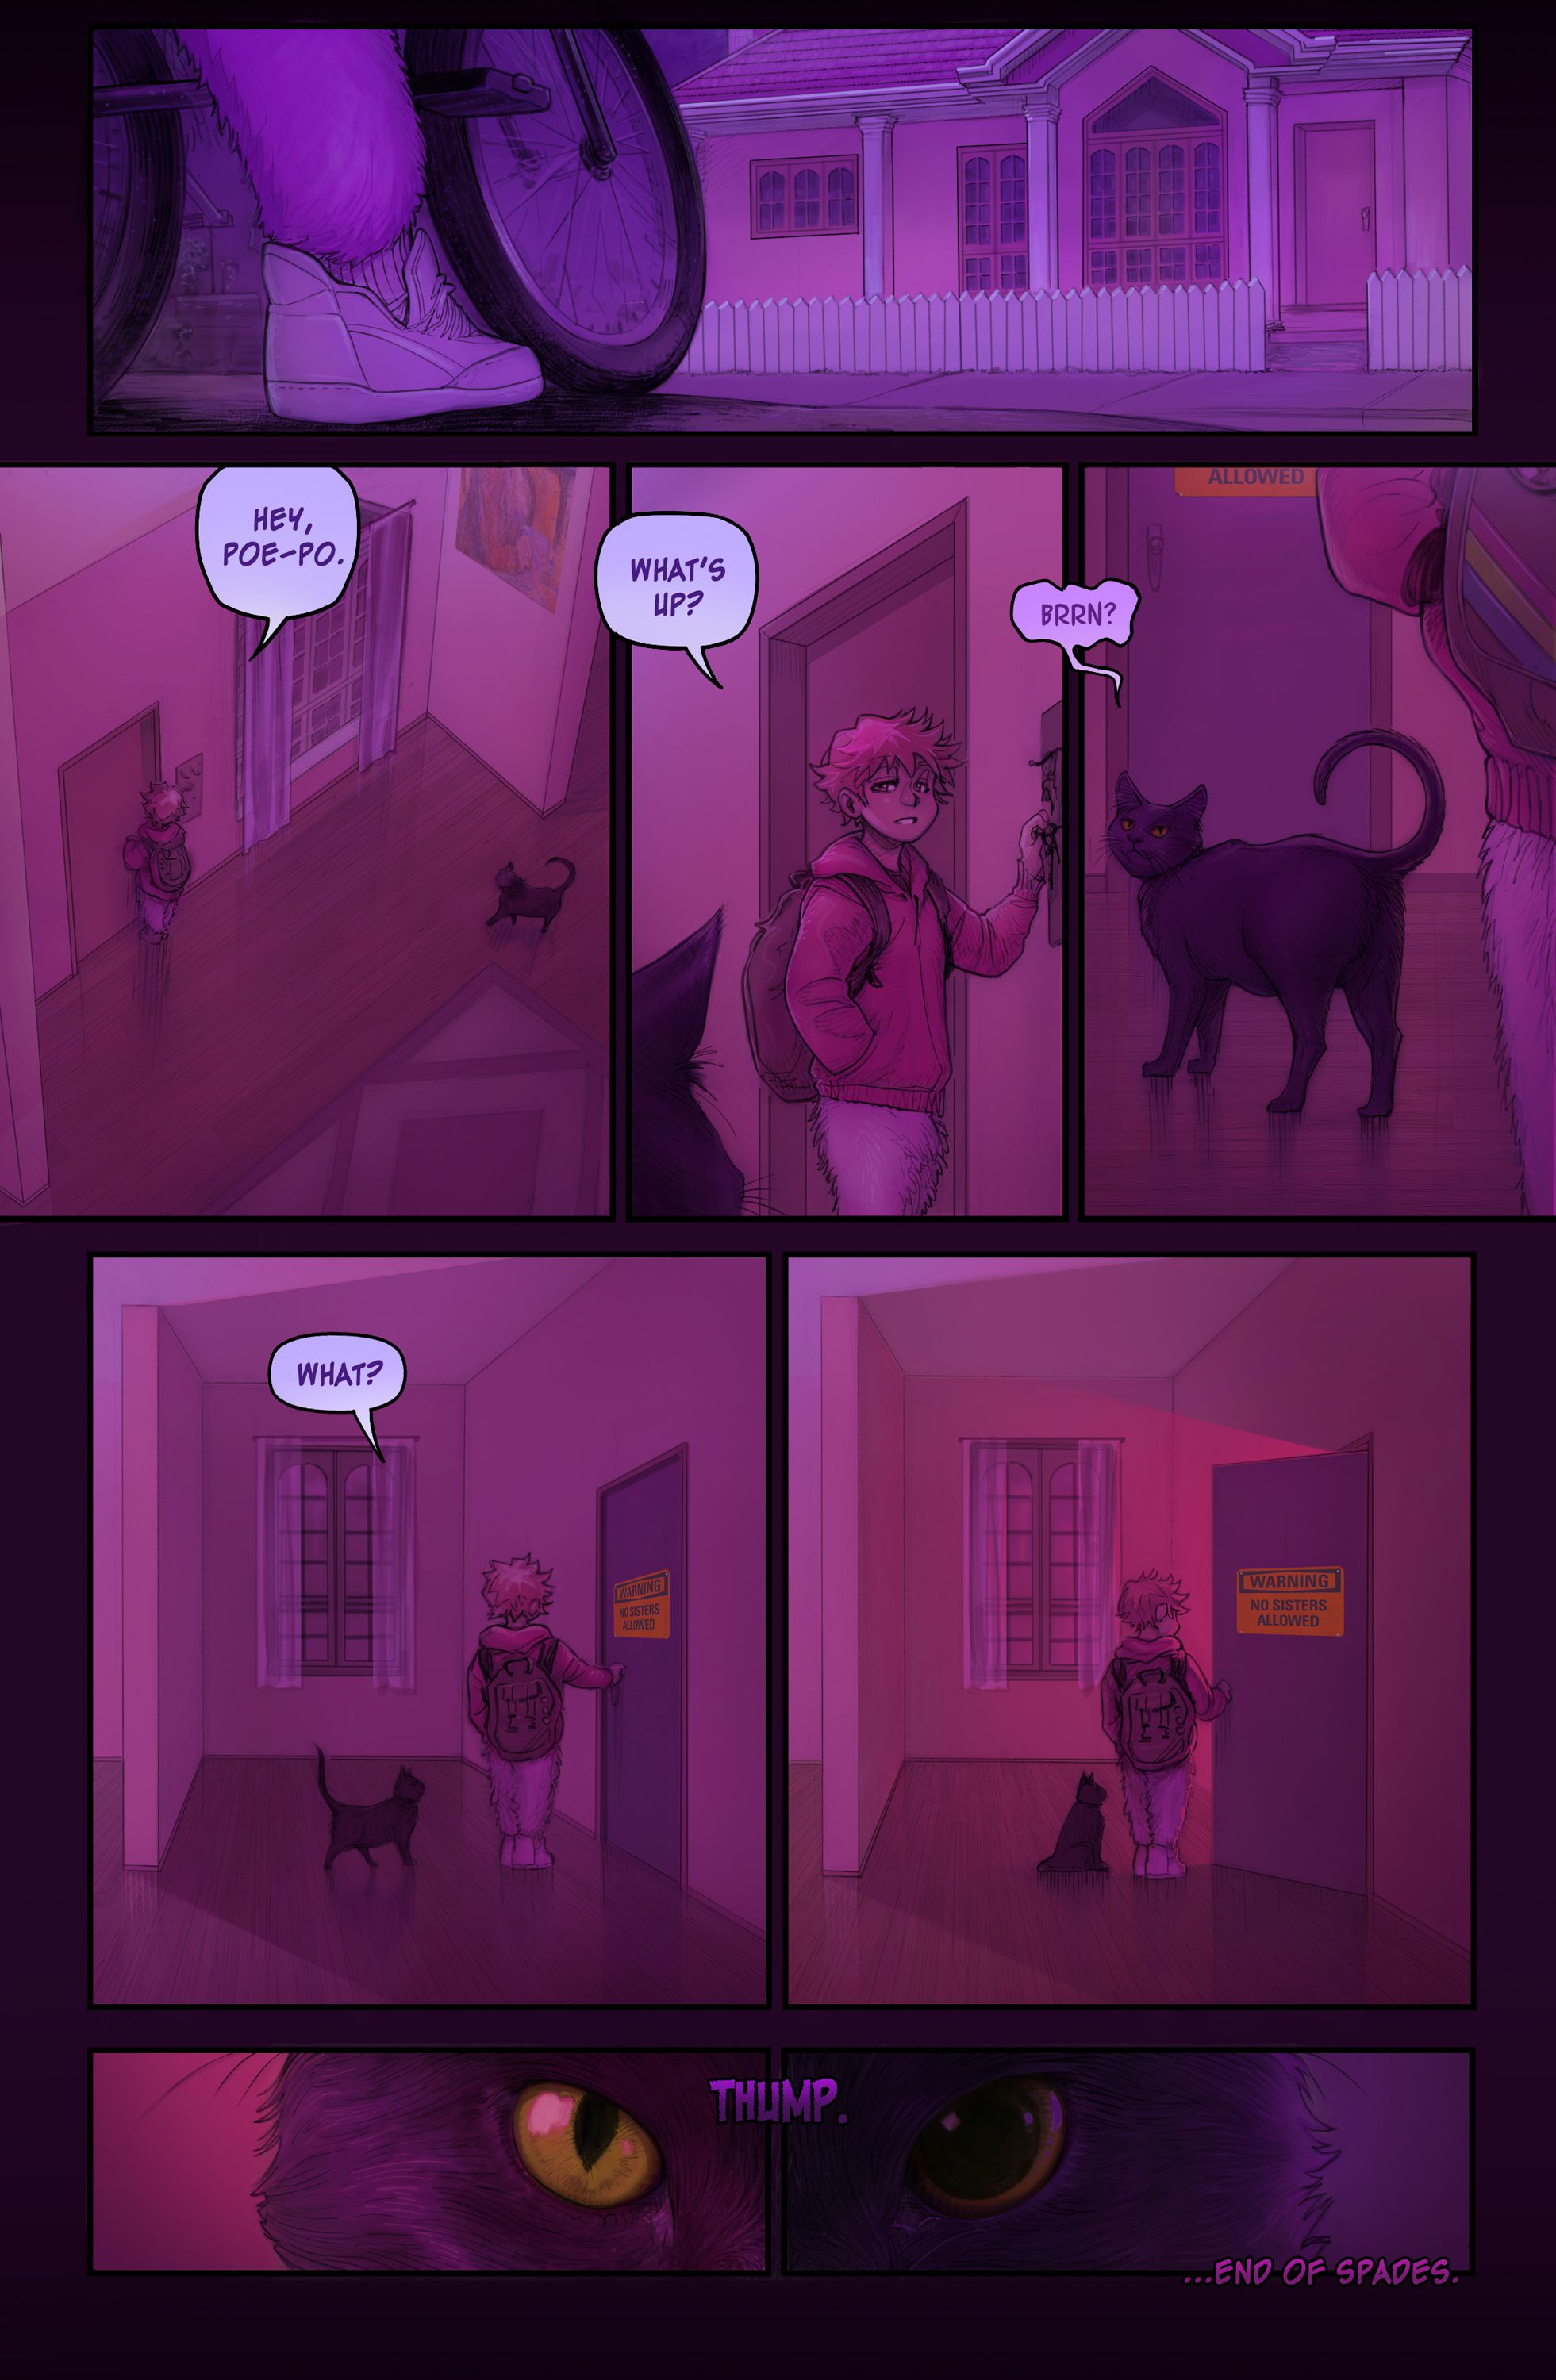 HEY,
POE-PO.
WHAT'S
UP?
BRRN?
ALLOWED
WHAT?
WARNING
NO SISTERS
ALLOWED
WARNING
NO SISTERS
ALLOWED
THUMP.
...END OF SPADES.